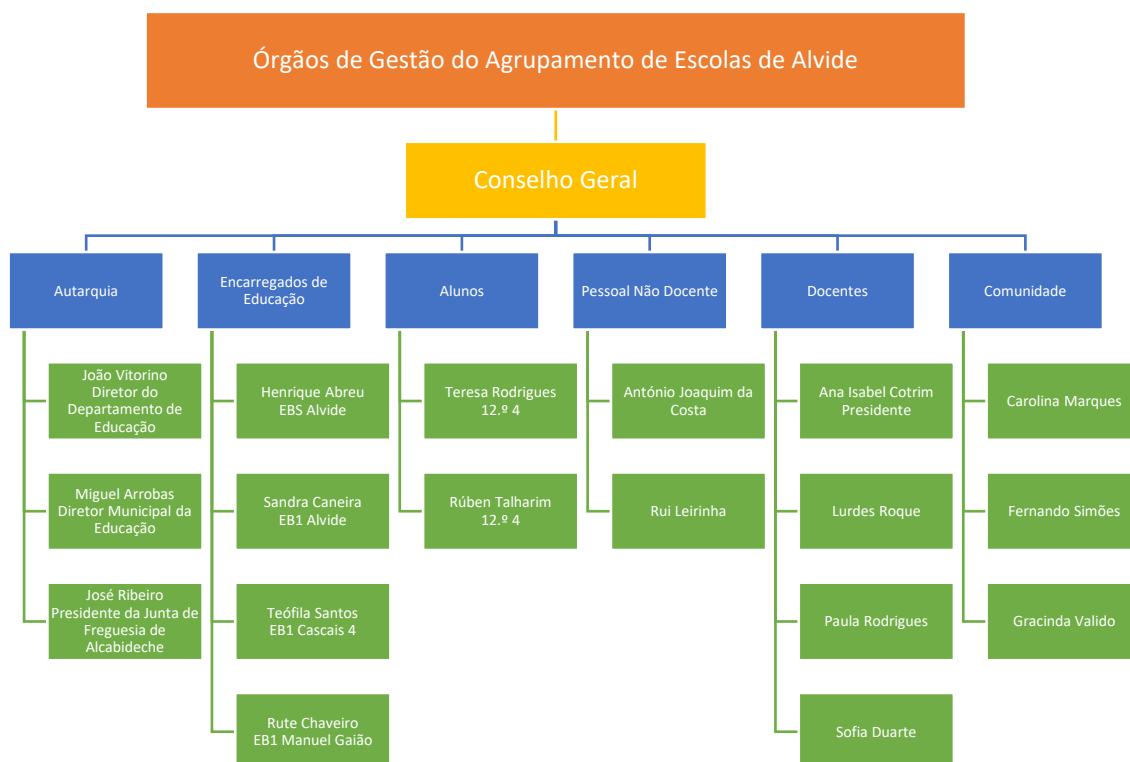 Órgãos de Gestão do Agrupamento de Escolas de Alvide
Conselho Geral
Autarquia
João Vitorino
Diretor do
Departamento de
Educação
Miguel Arrobas
Diretor Municipal da
Educação
José Ribeiro
Presidente da Junta de
Freguesia de
Alcabideche
Encarregados de
Educação
Henrique Abreu
EBS Alvide
Sandra Caneira
EB1 Alvide
Teófila Santos
EB1 Cascais 4
Rute Chaveiro
EB1 Manuel Gaião
Alunos
Teresa Rodrigues
12.º 4
Rúben Talharim
12.º 4
Pessoal Não Docente
António Joaquim da
Costa
Rui Leirinha
Docentes
Ana Isabel Cotrim
Presidente
Lurdes Roque
Paula Rodrigues
Sofia Duarte
Comunidade
Carolina Marques
Fernando Simões
Gracinda Valido